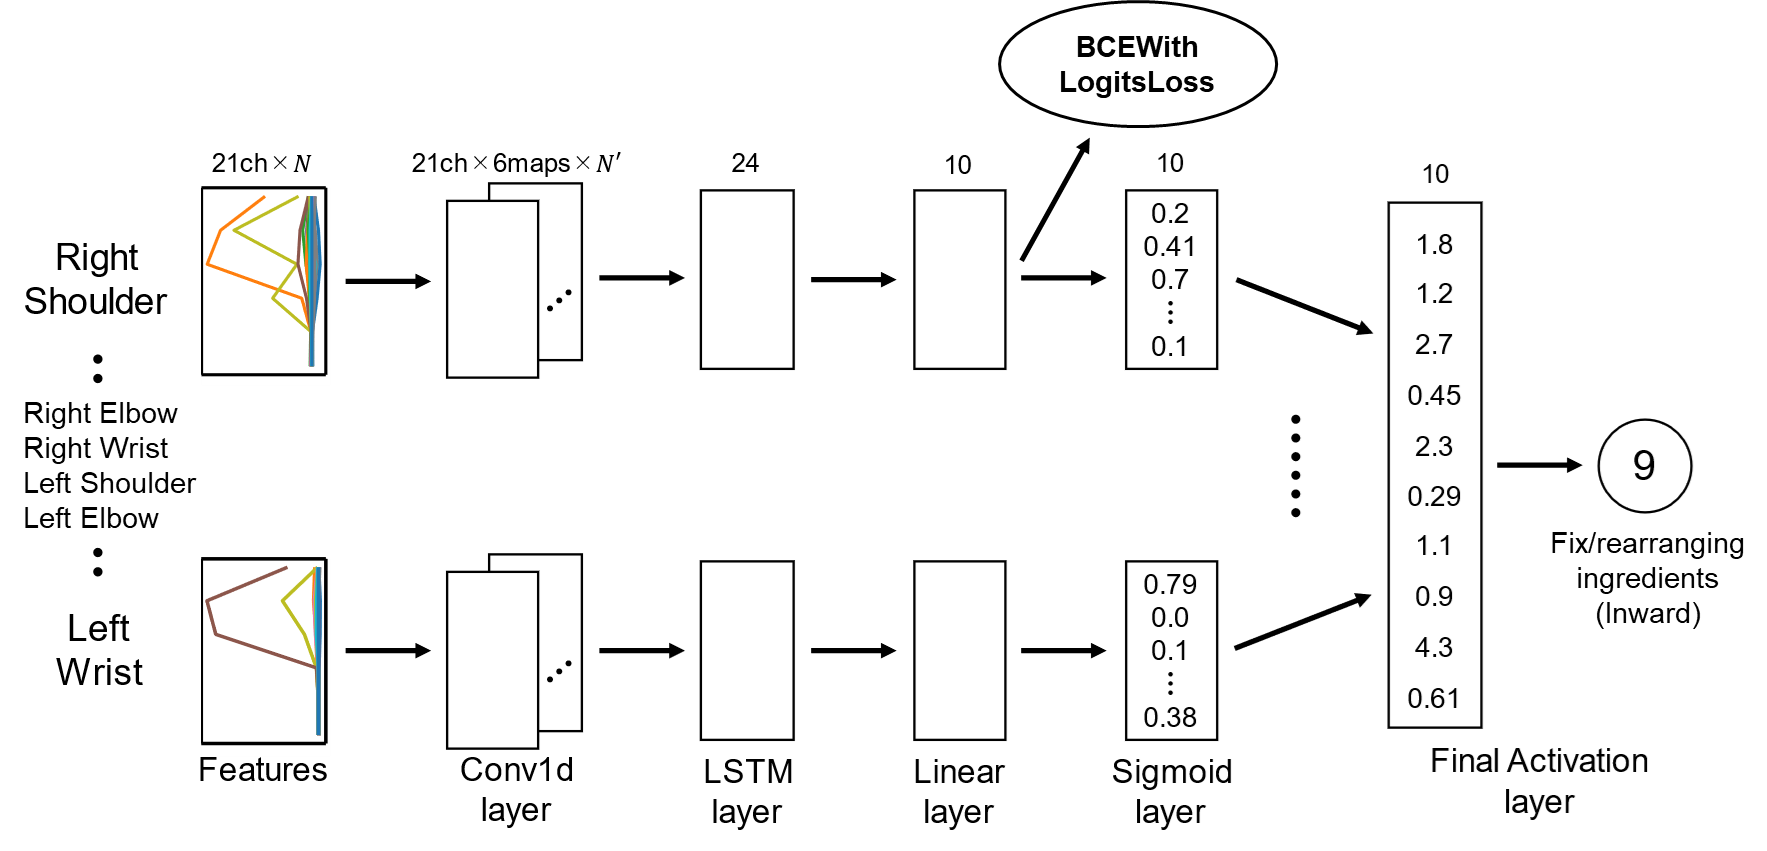 BCEWith
LogitsLoss
21ch×N
21ch×6maps×N′
24
10
10
10
Right
Shoulder
Right Elbow
Right Wrist
Left Shoulder
Left Elbow
Left
Wrist
0.2
0.41
0.7
0.1
0.79
0.0
0.1
0.38
1.8
1.2
2.7
0.45
2.3
0.29
1.1
0.9
4.3
0.61
9
Fix/rearranging
ingredients
(Inward)
Features
Conv1d
layer
LSTM
layer
Linear
layer
Sigmoid
layer
Final Activation
layer